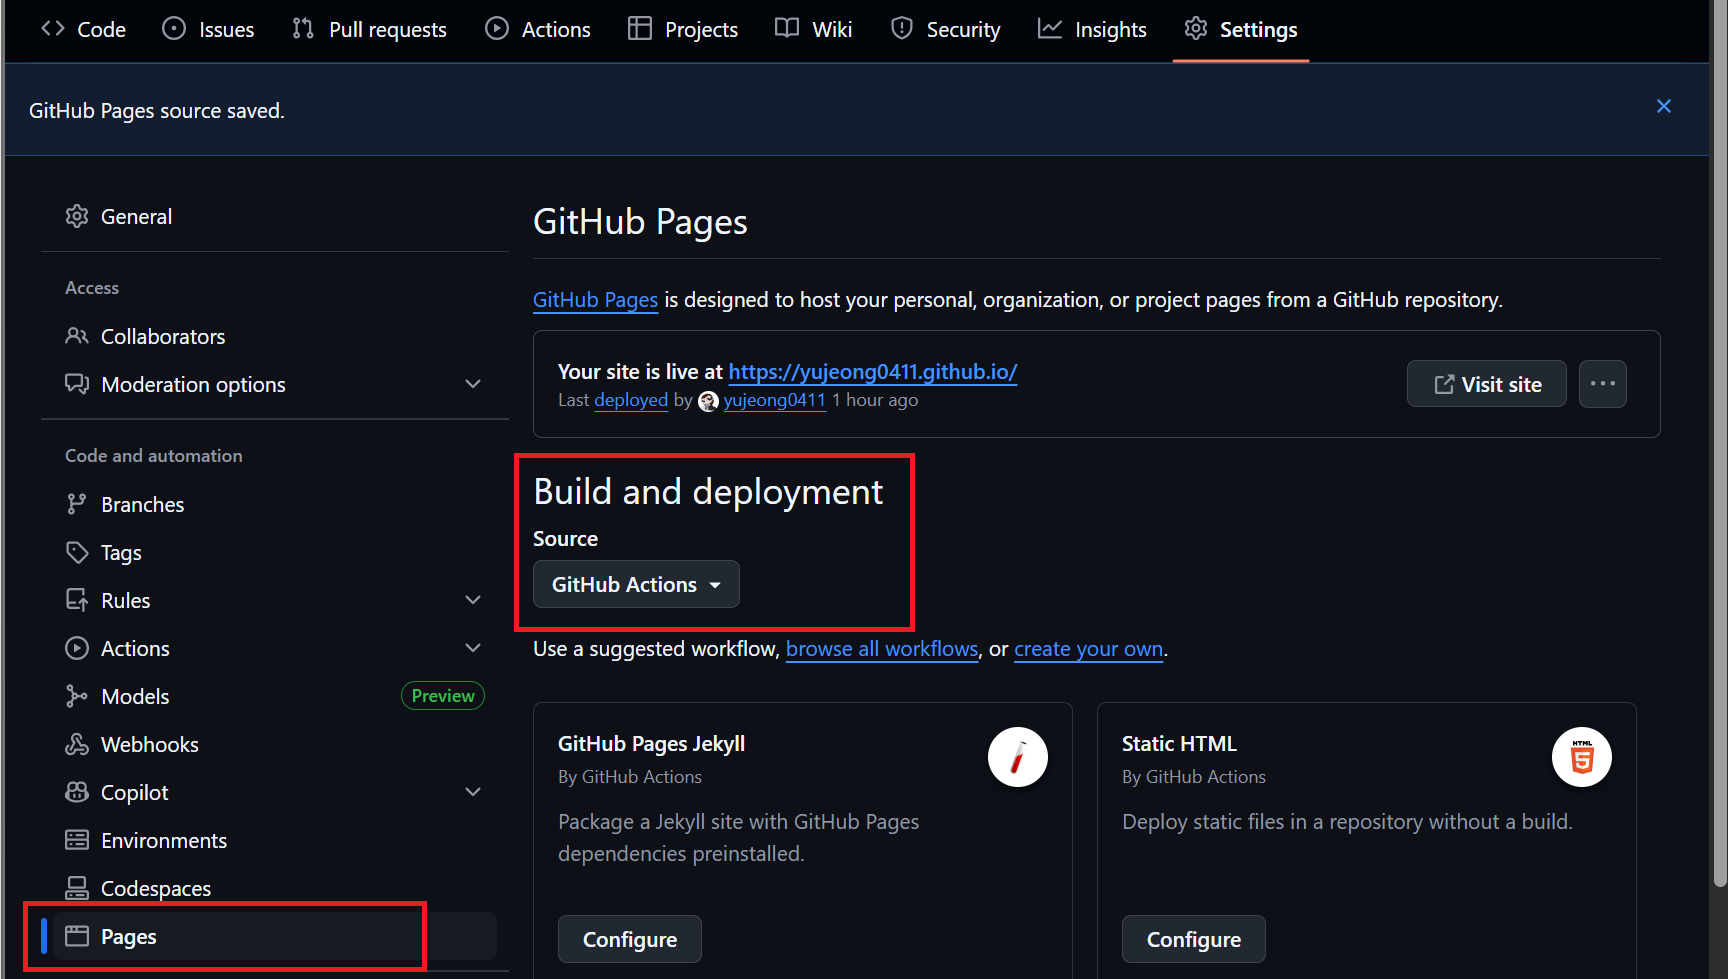 Code Issues Pull requests Actions Projects Wiki Security Insights Settings
GitHub Pages source saved.
General
Access
Collaborators
Moderation options
Code and automation
Branches
Tags
Rules
Actions
Models Preview
Webhooks
Copilot
Environments
Codespaces
Pages
GitHub Pages
GitHub Pages is designed to host your personal, organization, or project pages from a GitHub repository.
Your site is live at https://yujeong0411.github.io/
Last deployed by yujeong0411 1 hour ago
Visit site
Build and deployment
Source
GitHub Actions
Use a suggested workflow, browse all workflows, or create your own.
GitHub Pages Jekyll
By GitHub Actions
Package a Jekyll site with GitHub Pages
dependencies preinstalled.
Configure
Static HTML
HTML
5
By GitHub Actions
Deploy static files in a repository without a build.
Configure